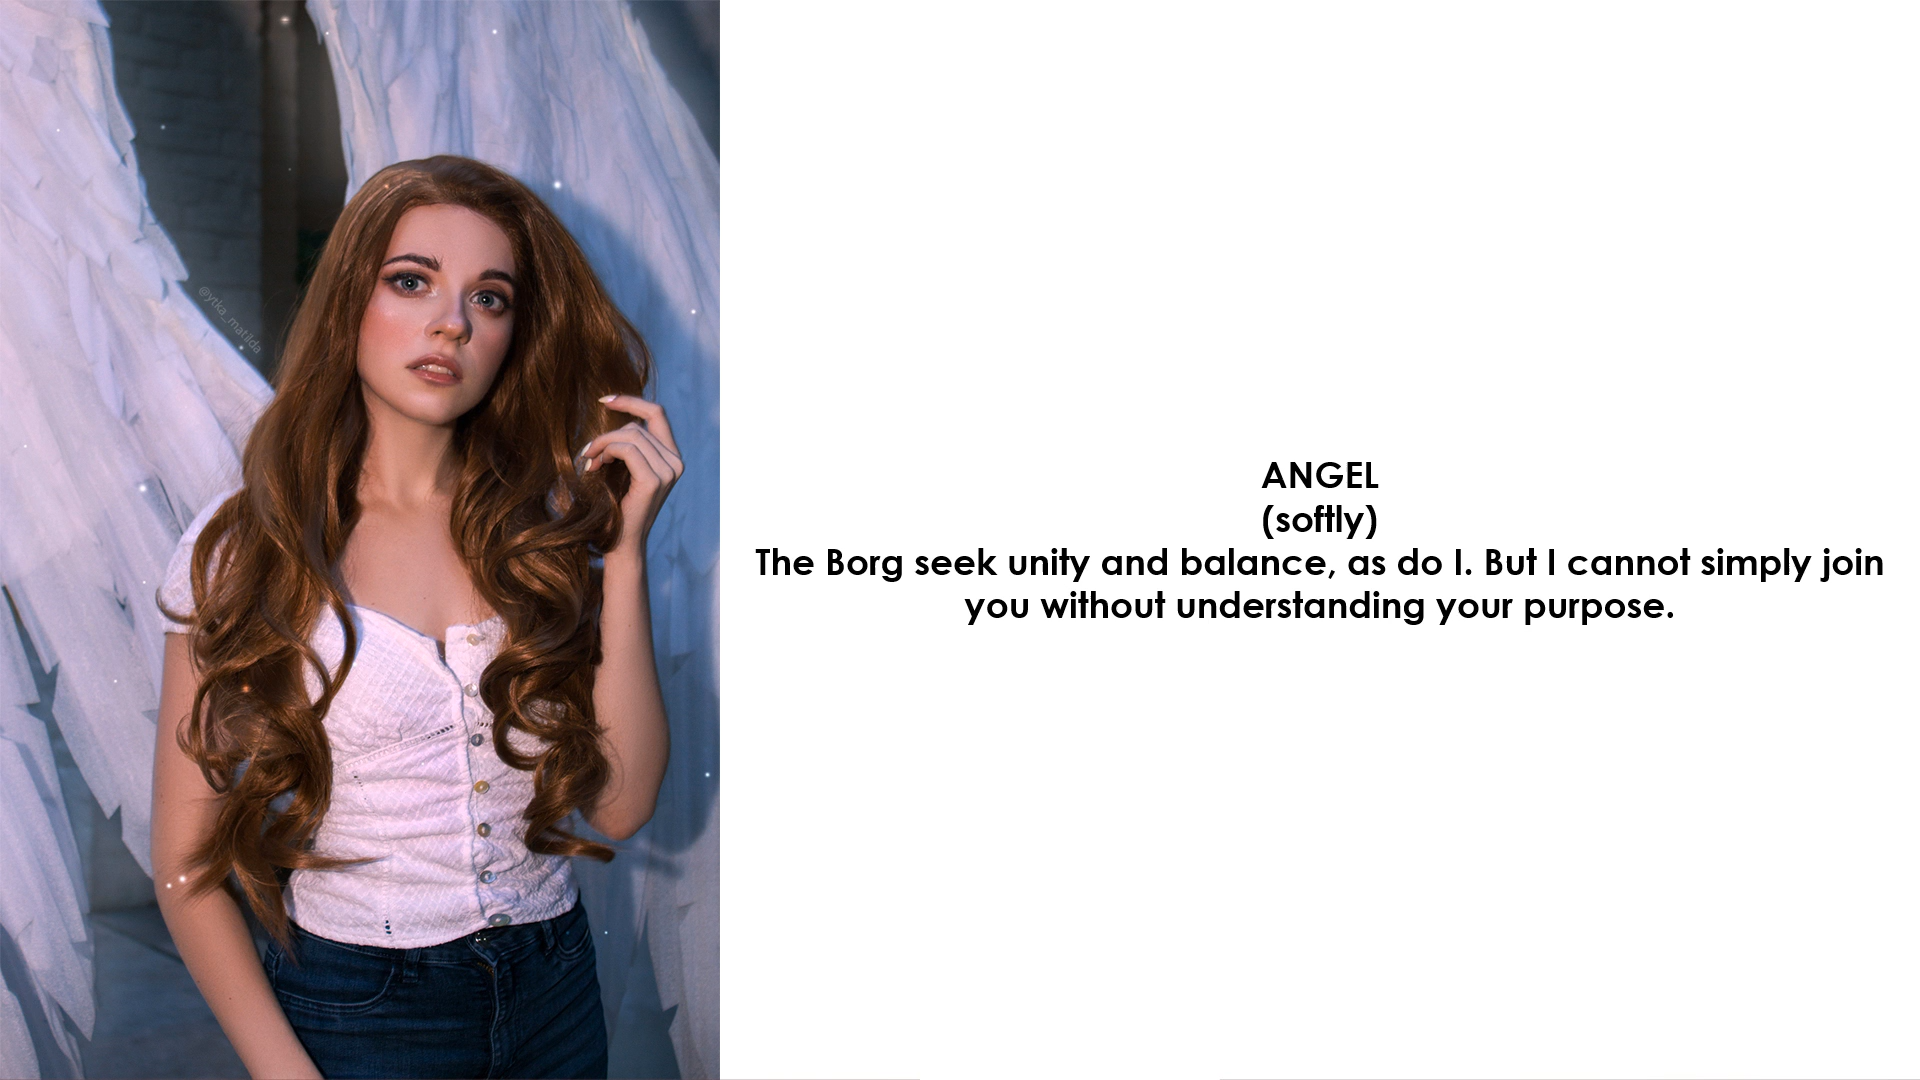 @ytka_matilda
ANGEL
(softly)
The Borg seek unity and balance, as do I. But I cannot simply join
you without understanding your purpose.